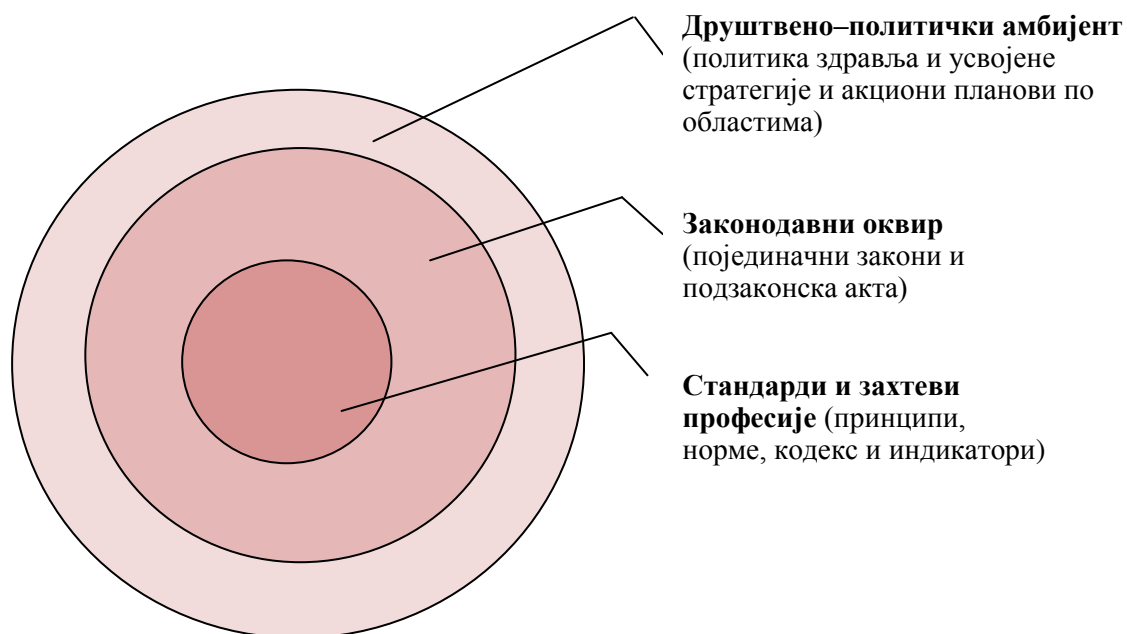 Друштвено–политички амбијент
(политика здравља и усвојене
стратегије и акциони планови по
областима)
Законодавни оквир
(појединачни закони и
подзаконска акта)
Стандарди и захтеви
професије (принципи,
норме, кодекс и индикатори)